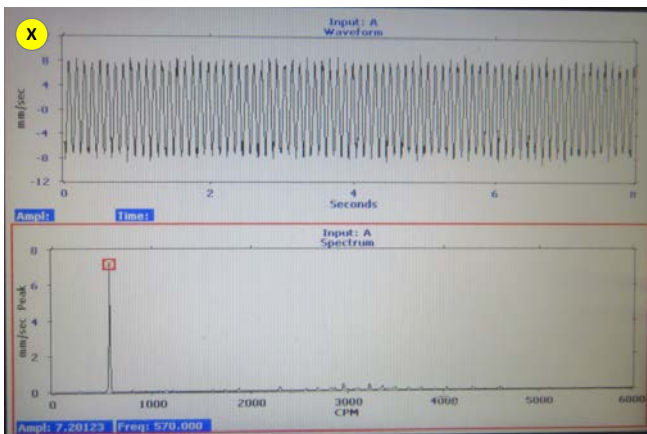 X
Input: A
Waveform
mm/sec
8
4
-0
-4
-8
-12
0
2
4
6
8
Seconds
Ampl:
Time:
Input: A
Spectrum
mm/sec Peak
8
6
4
2
0
0
1000
2000
3000
4000
5000
6000
CPM
Ampl: 7.20123
Freq: 570.000